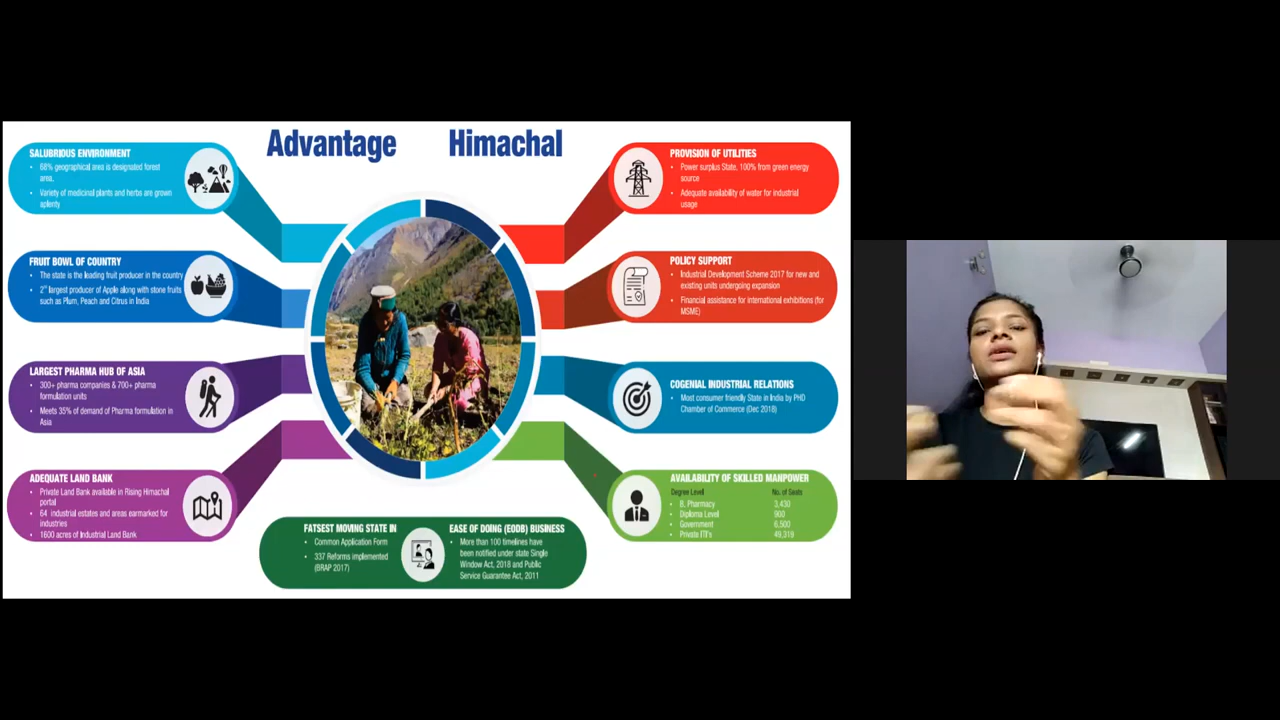 Advantage Himachal
SALUBRIOUS ENVIRONMENT
• 68% geographical area is designated forest
area.
• Variety of medicinal plants and herbs are grown
aplenty
FRUIT BOWL OF COUNTRY
• The state is the leading fruit producer in the country
• 2nd largest producer of Apple along with stone fruits
such as Plum, Peach and Citrus in India
LARGEST PHARMA HUB OF ASIA
• 300+ pharma companies & 700+ pharma
formulation units
• Meets 35% of demand of Pharma formulation in
Asia
ADEQUATE LAND BANK
• Private Land Bank available in Rising Himachal
portal
• 64 industrial estates and areas earmarked for
industries
• 1600 acres of Industrial Land Bank
FATSEST MOVING STATE IN
• Common Application Form
• 337 Reforms implemented
(BRAP 2017)
EASE OF DOING (EODB) BUSINESS
• More than 100 timelines have
been notified under state Single
Window Act, 2018 and Public
Service Guarantee Act, 2011
PROVISION OF UTILITIES
• Power surplus State, 100% from green energy
source
• Adequate availability of water for industrial
usage
POLICY SUPPORT
• Industrial Development Scheme 2017 for new and
existing units undergoing expansion
• Financial assistance for international exhibitions (for
MSME)
COGENIAL INDUSTRIAL RELATIONS
• Most consumer friendly State in India by PHD
Chamber of Commerce (Dec 2018)
AVAILABILITY OF SKILLED MANPOWER
Degree Level No. of Seats
• B. Pharmacy 3,430
• Diploma Level 900
• Government 6,500
• Private ITI's 49,319